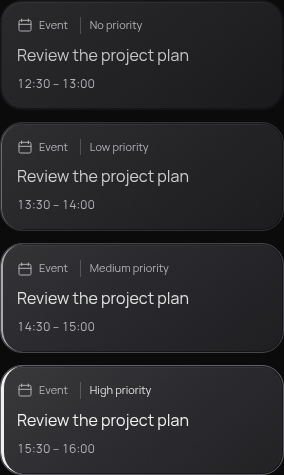 Event No priority
Review the project plan
12:30 – 13:00
Event Low priority
Review the project plan
13:30 – 14:00
Event Medium priority
Review the project plan
14:30 – 15:00
Event High priority
Review the project plan
15:30 – 16:00